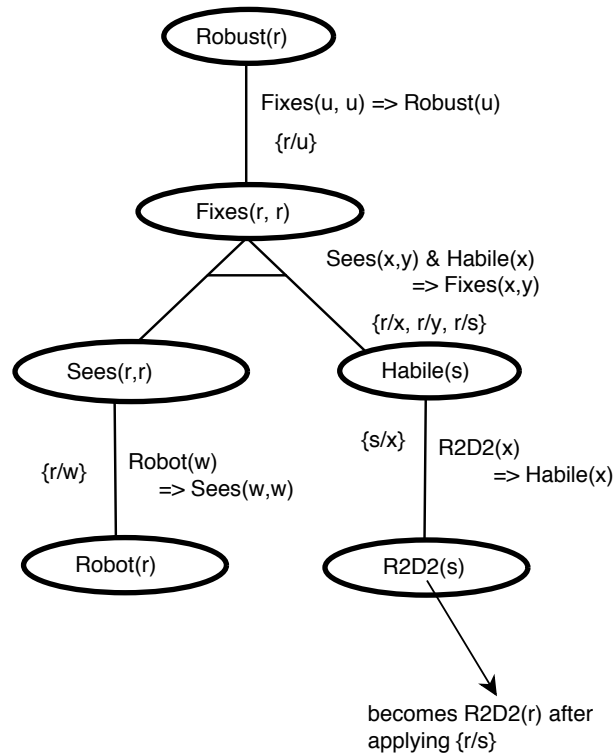 Robust(r)
Fixes(u, u) => Robust(u)
{r/u}
Fixes(r, r)
Sees(x,y) & Habile(x)
=> Fixes(x,y)
{r/x, r/y, r/s}
Sees(r,r)
Habile(s)
{r/w}
Robot(w)
=> Sees(w,w)
{s/x}
R2D2(x)
=> Habile(x)
Robot(r)
R2D2(s)
becomes R2D2(r) after
applying {r/s}